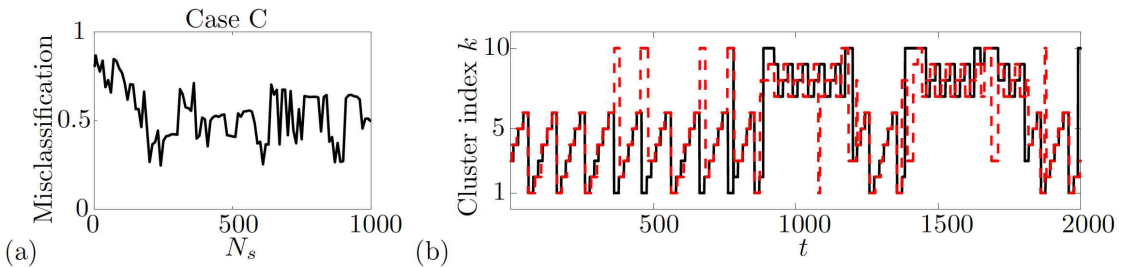 Case C
Misclassification
1
0.5
0
0
500
1000
N_s
(a)
Cluster index k
10
5
1
500
1000
1500
2000
t
(b)